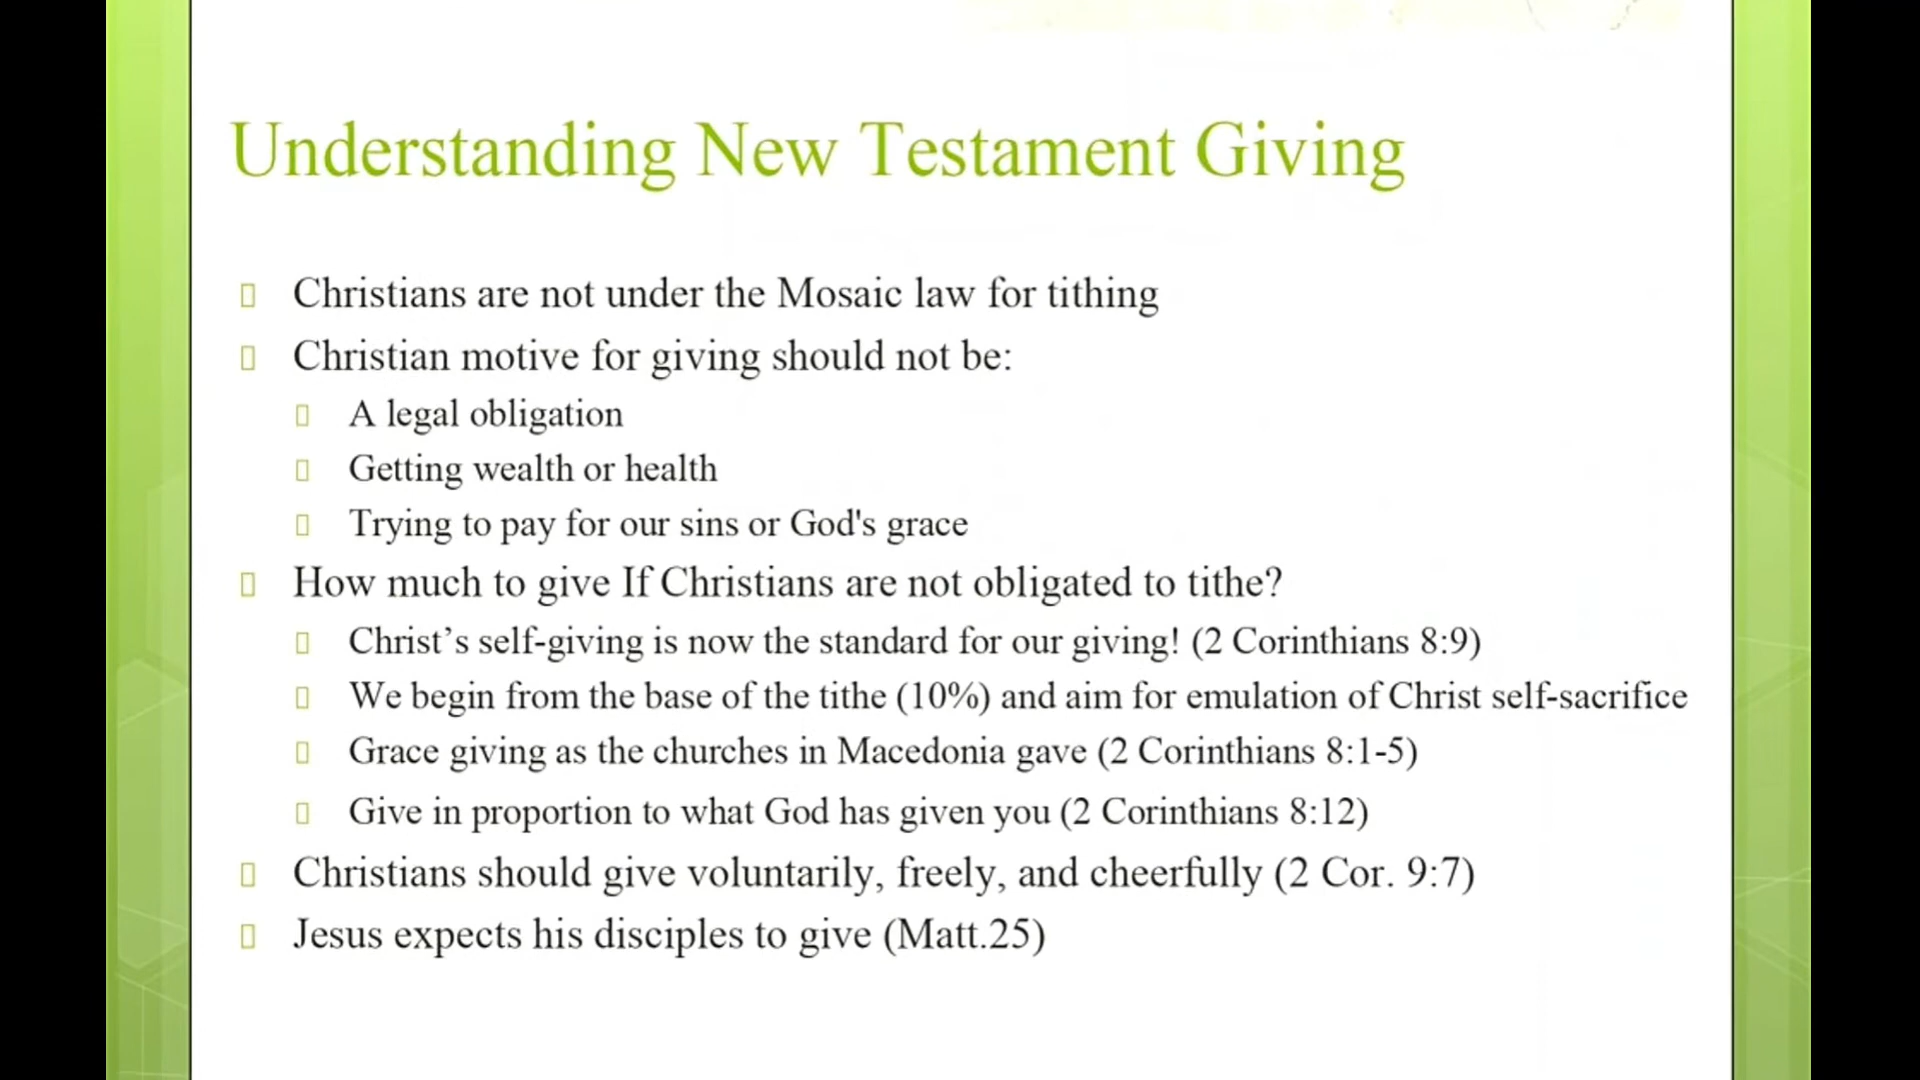 Understanding New Testament Giving
Christians are not under the Mosaic law for tithing
Christian motive for giving should not be:
A legal obligation
Getting wealth or health
Trying to pay for our sins or God's grace
How much to give If Christians are not obligated to tithe?
Christ’s self-giving is now the standard for our giving! (2 Corinthians 8:9)
We begin from the base of the tithe (10%) and aim for emulation of Christ self-sacrifice
Grace giving as the churches in Macedonia gave (2 Corinthians 8:1-5)
Give in proportion to what God has given you (2 Corinthians 8:12)
Christians should give voluntarily, freely, and cheerfully (2 Cor. 9:7)
Jesus expects his disciples to give (Matt.25)